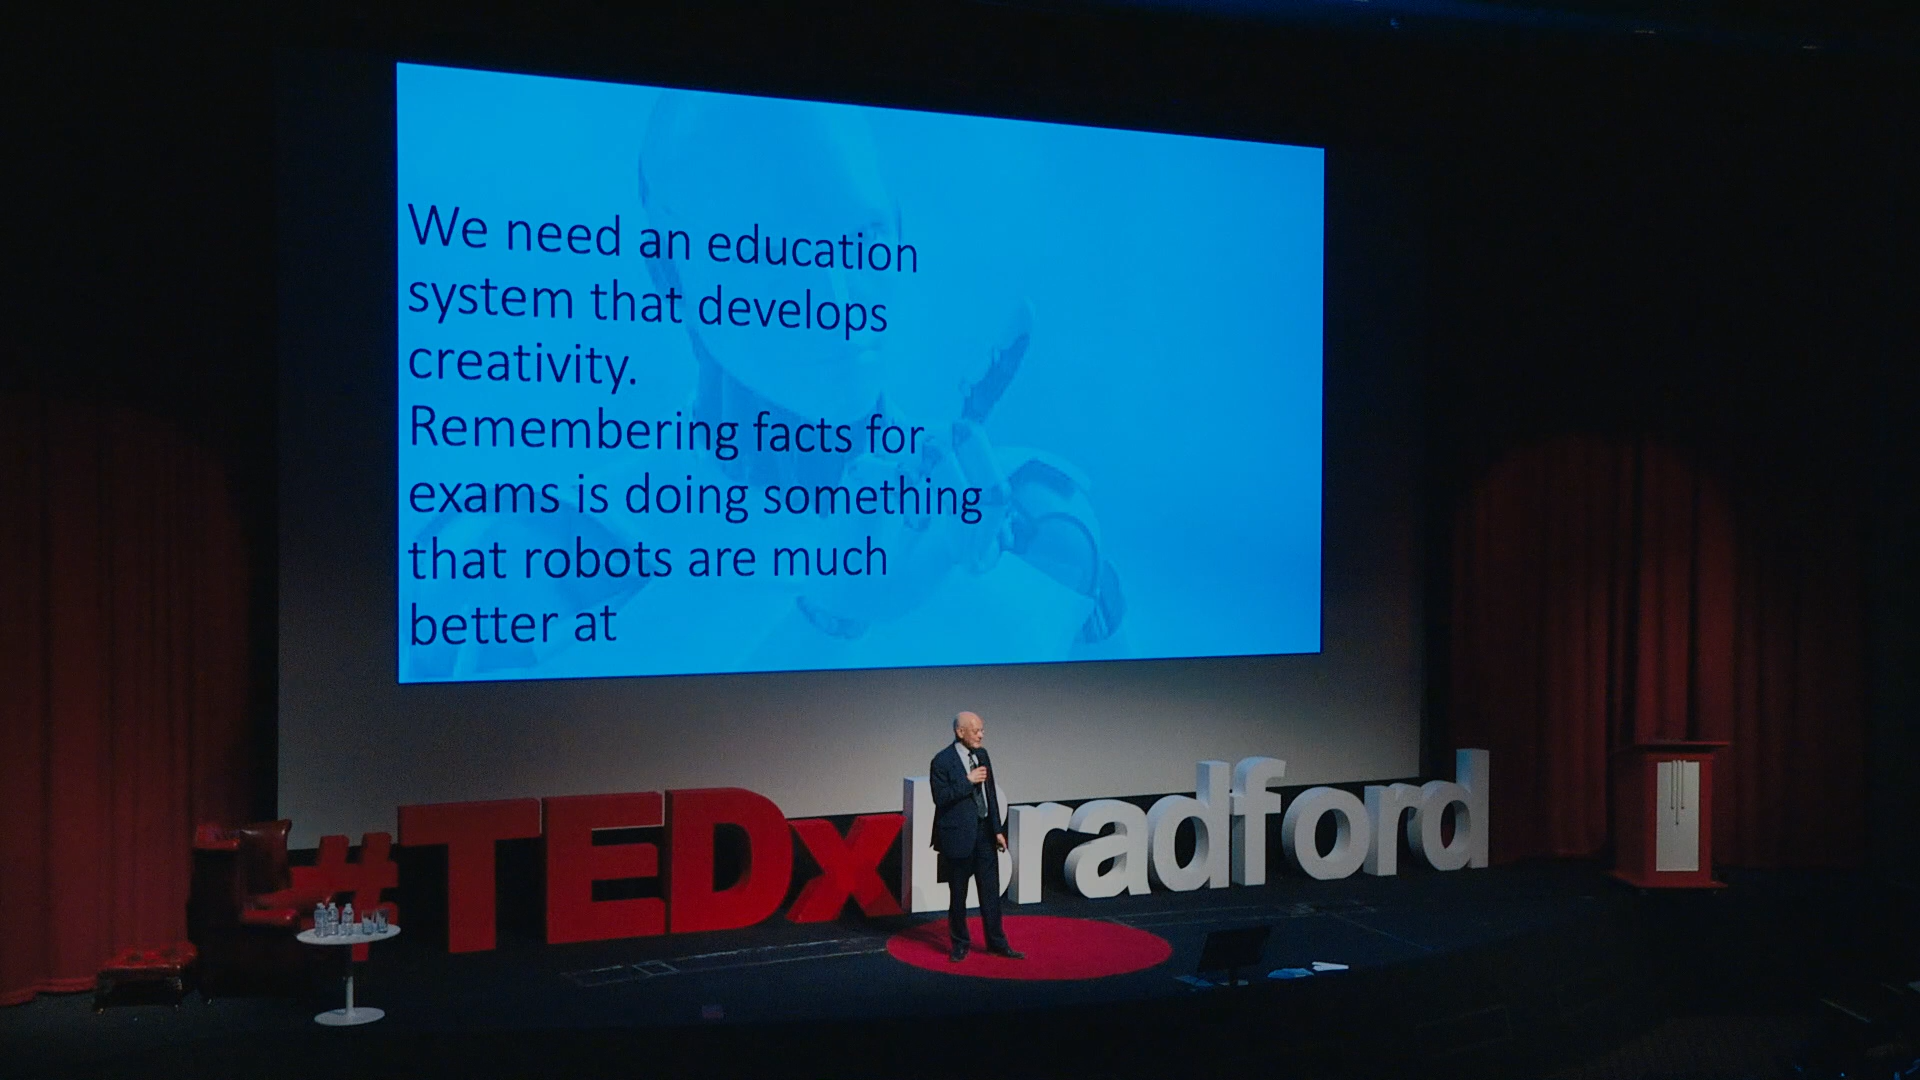 We need an education
system that develops
creativity.
Remembering facts for
exams is doing something
that robots are much
better at
#TEDxBradford